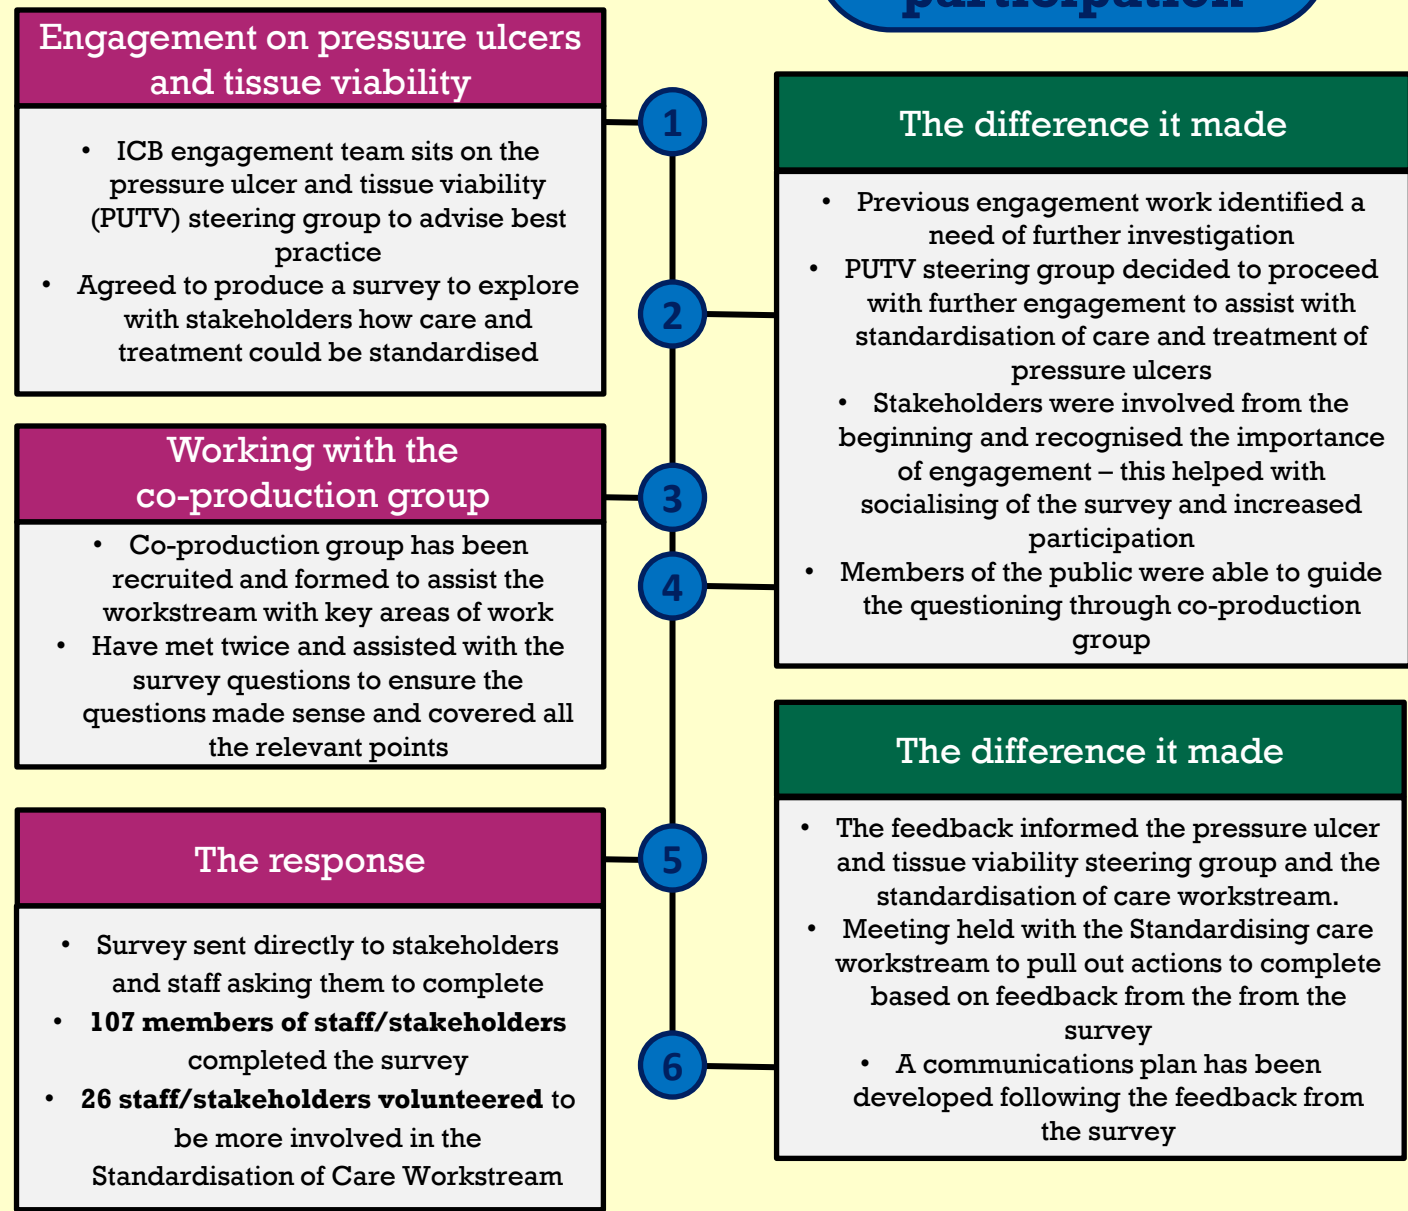 participation
Engagement on pressure ulcers
and tissue viability
• ICB engagement team sits on the
pressure ulcer and tissue viability
(PUTV) steering group to advise best
practice
• Agreed to produce a survey to explore
with stakeholders how care and
treatment could be standardised
1
The difference it made
• Previous engagement work identified a
need of further investigation
• PUTV steering group decided to proceed
with further engagement to assist with
standardisation of care and treatment of
pressure ulcers
• Stakeholders were involved from the
beginning and recognised the importance
of engagement – this helped with
socialising of the survey and increased
participation
• Members of the public were able to guide
the questioning through co-production
group
2
Working with the
co-production group
• Co-production group has been
recruited and formed to assist the
workstream with key areas of work
• Have met twice and assisted with the
survey questions to ensure the
questions made sense and covered all
the relevant points
3
4
The response
• Survey sent directly to stakeholders
and staff asking them to complete
• 107 members of staff/stakeholders
completed the survey
• 26 staff/stakeholders volunteered to
be more involved in the
Standardisation of Care Workstream
5
The difference it made
• The feedback informed the pressure ulcer
and tissue viability steering group and the
standardisation of care workstream.
• Meeting held with the Standardising care
workstream to pull out actions to complete
based on feedback from the from the
survey
• A communications plan has been
developed following the feedback from
the survey
6